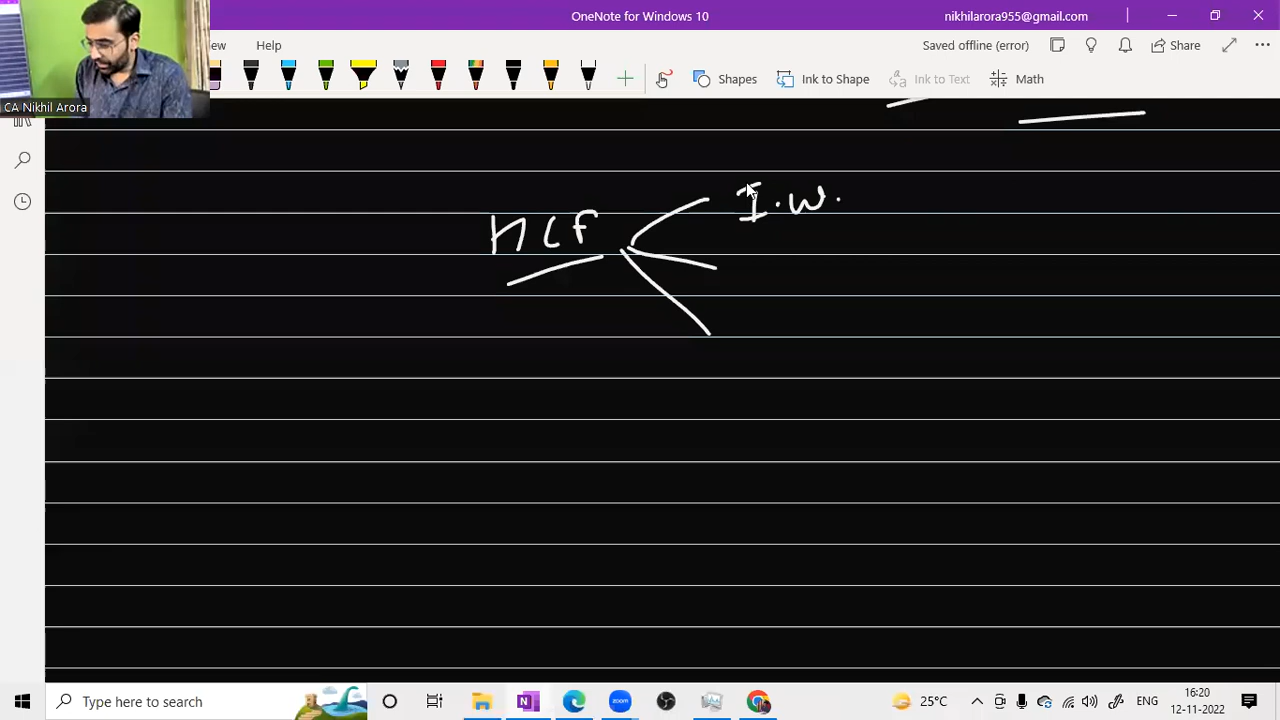 OneNote for Windows 10
nikhilarora955@gmail.com
ew Help
Saved offline (error) Share
Shapes Ink to Shape Ink to Text Math
CA Nikhil Arora
HCF I.W.
Type here to search
25°C ENG 16:20
12-11-2022